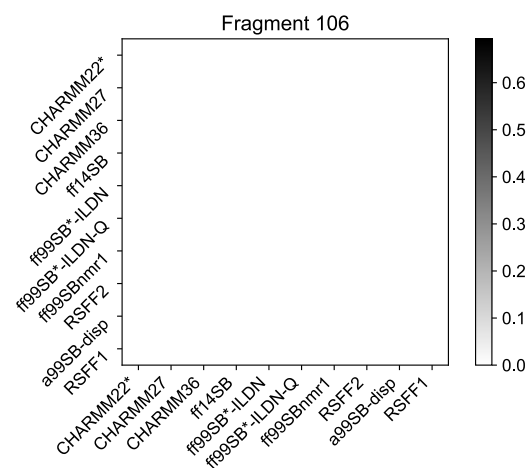 Fragment 106
CHARMM22*
CHARMM27
CHARMM36
ff14SB
ff99SB*-ILDN
ff99SB*-ILDN-Q
ff99SBnmr1
RSFF2
a99SB-disp
RSFF1
CHARMM22*
CHARMM27
CHARMM36
ff14SB
ff99SB*-ILDN
ff99SB*-ILDN-Q
ff99SBnmr1
RSFF2
a99SB-disp
RSFF1
0.6
0.5
0.4
0.3
0.2
0.1
0.0